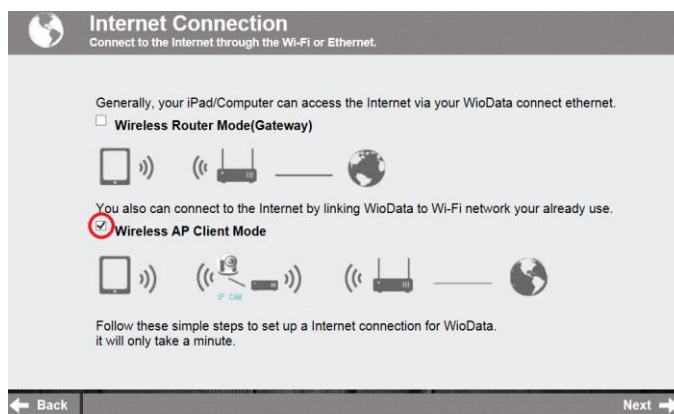 Internet Connection
Connect to the Internet through the Wi-Fi or Ethernet.
Generally, your iPad/Computer can access the Internet via your WioData connect ethernet.
Wireless Router Mode(Gateway)
You also can connect to the Internet by linking WioData to Wi-Fi network your already use.
Wireless AP Client Mode
IP CAM
Follow these simple steps to set up a Internet connection for WioData.
it will only take a minute.
Back
Next